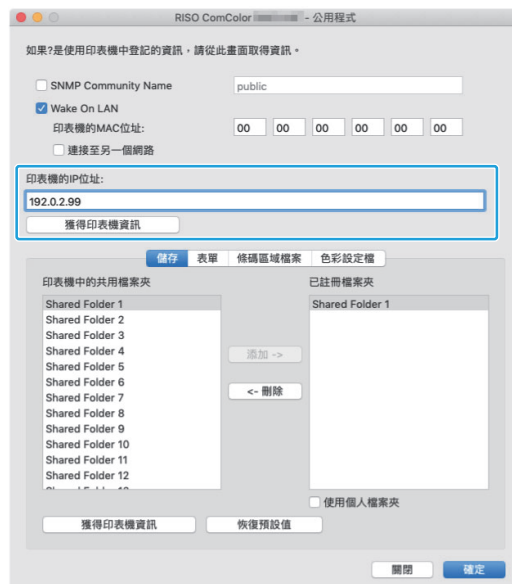 RISO ComColor - 公用程式
如果?是使用印表機中登記的資訊，請從此畫面取得資訊。
SNMP Community Name
public
Wake On LAN
印表機的MAC位址:
00 00 00 00 00 00
連接至另一個網路
印表機的IP位址:
192.0.2.99
獲得印表機資訊
儲存 表單 條碼區域檔案 色彩設定檔
印表機中的共用檔案夾
Shared Folder 1
Shared Folder 2
Shared Folder 3
Shared Folder 4
Shared Folder 5
Shared Folder 6
Shared Folder 7
Shared Folder 8
Shared Folder 9
Shared Folder 10
Shared Folder 11
Shared Folder 12
添加 ->
<- 刪除
已註冊檔案夾
Shared Folder 1
使用個人檔案夾
獲得印表機資訊 恢復預設值
關閉 確定